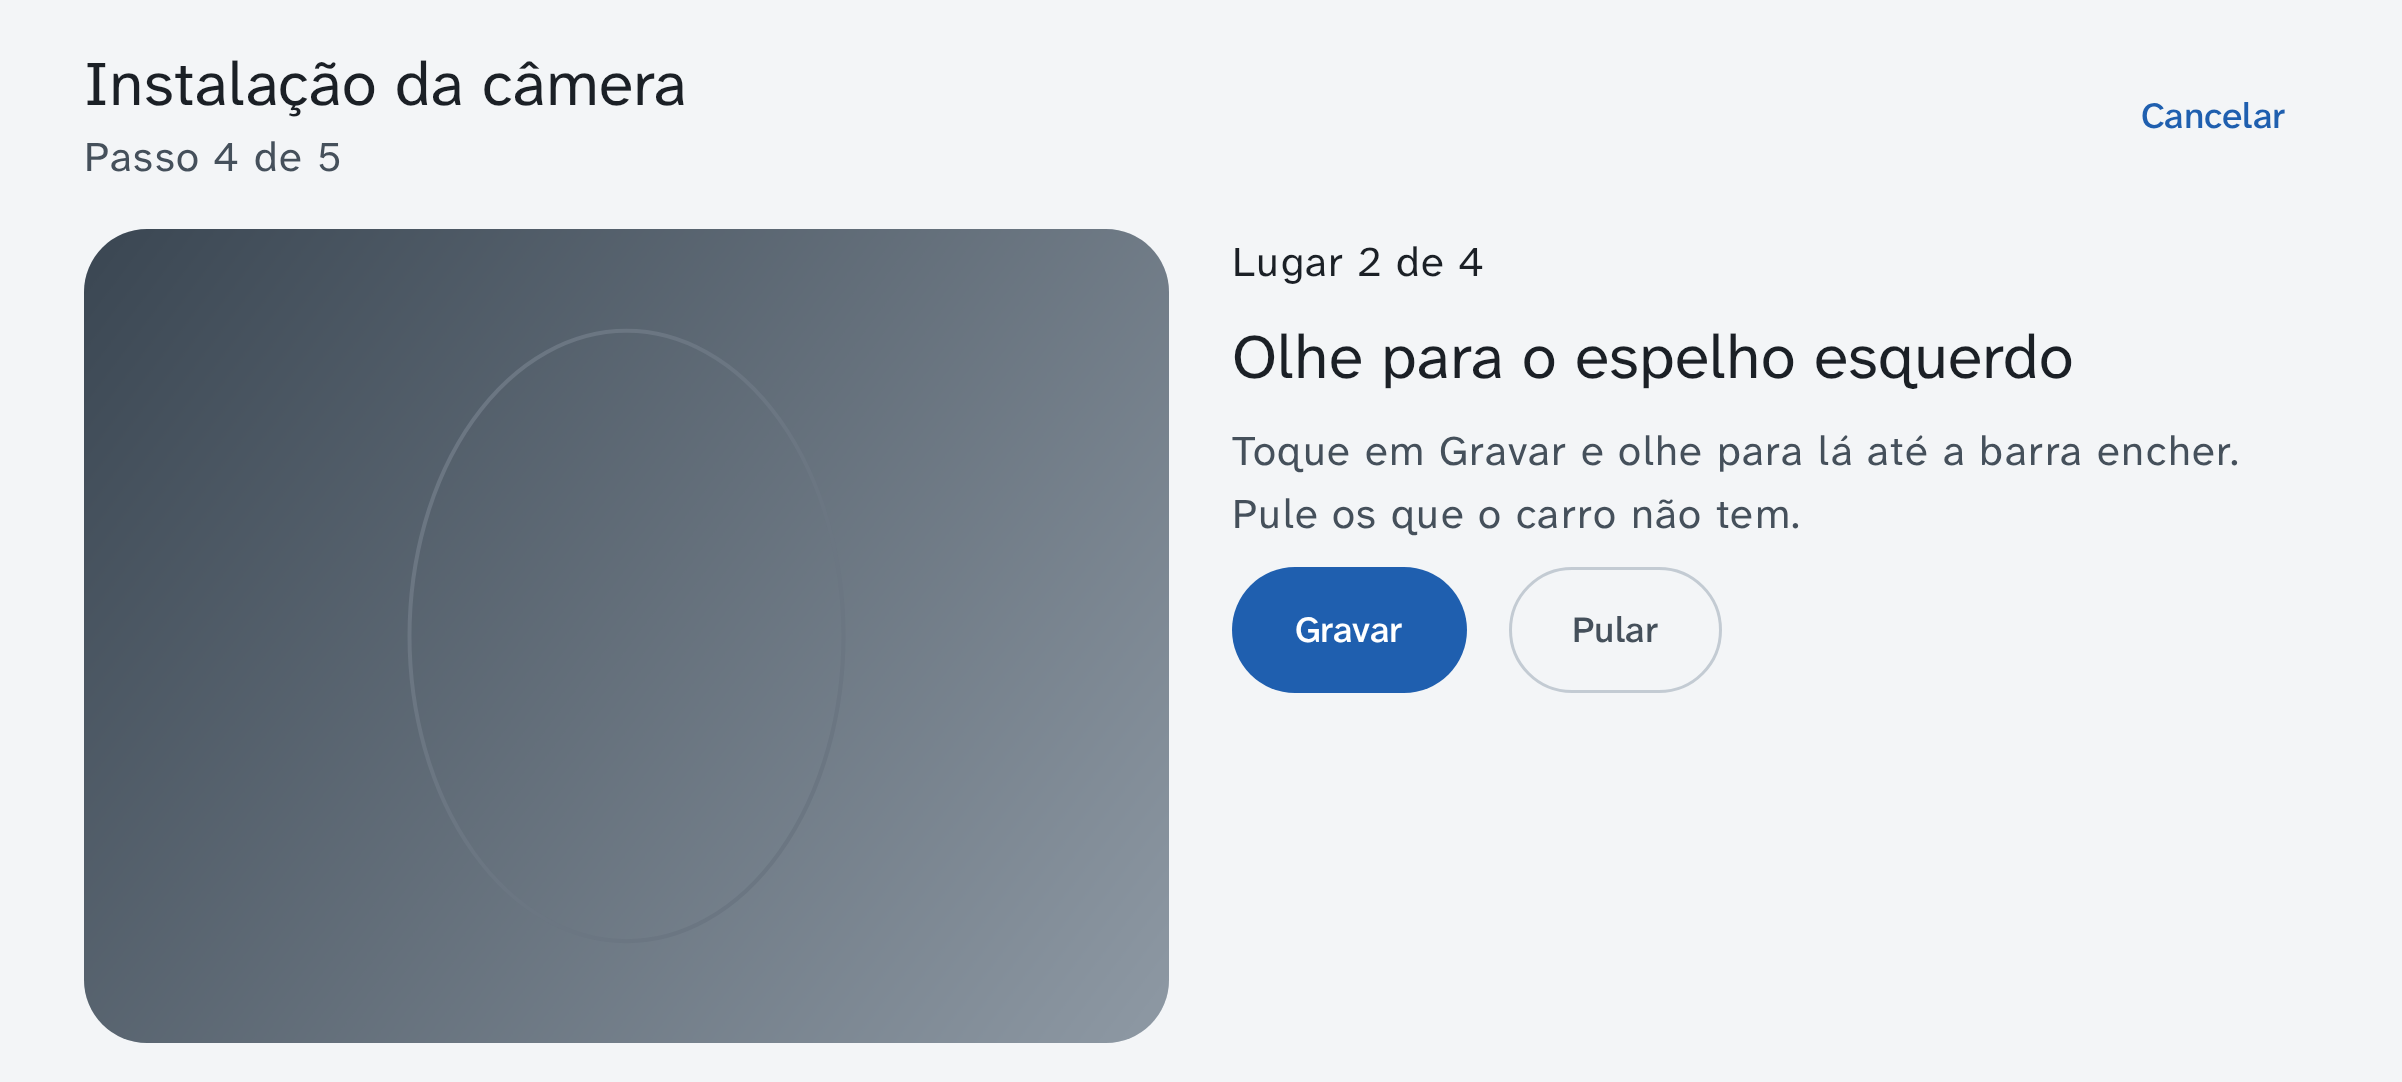 Instalação da câmera
Passo 4 de 5
Cancelar
Lugar 2 de 4
Olhe para o espelho esquerdo
Toque em Gravar e olhe para lá até a barra encher.
Pule os que o carro não tem.
Gravar
Pular